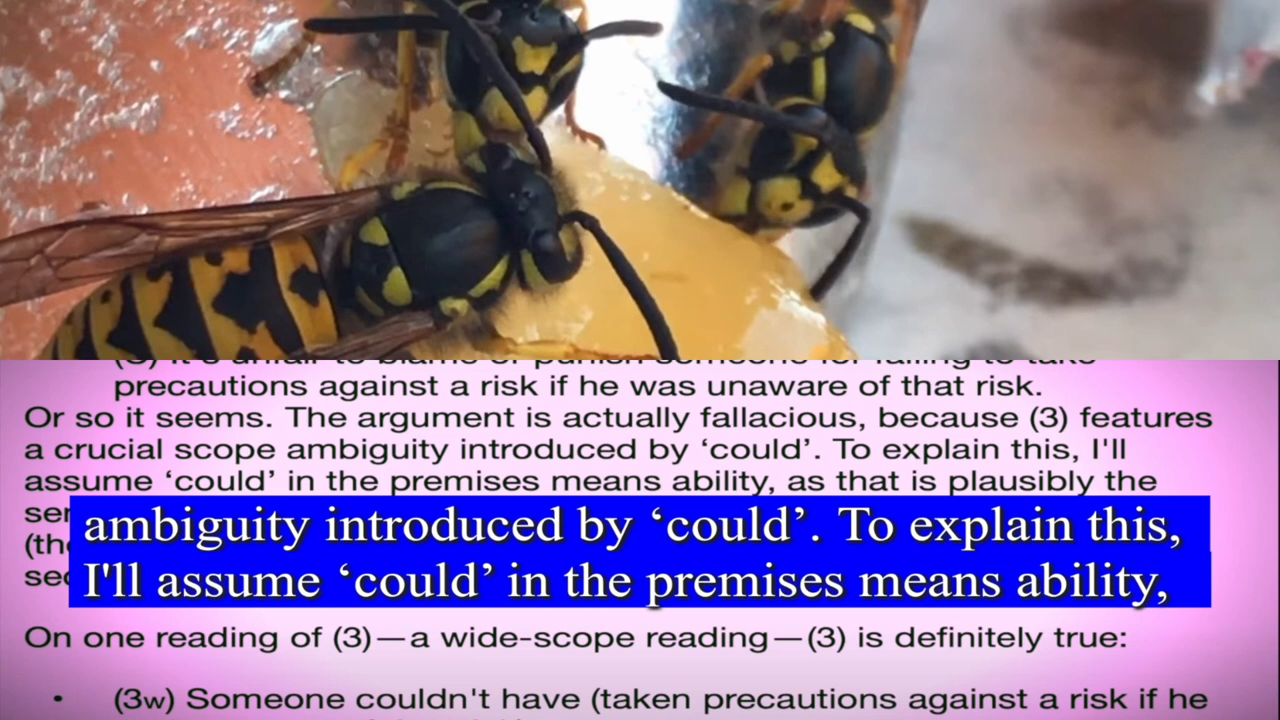 precautions against a risk if he was unaware of that risk.
Or so it seems. The argument is actually fallacious, because (3) features
a crucial scope ambiguity introduced by ‘could’. To explain this, I'll
assume ‘could’ in the premises means ability, as that is plausibly the
ambiguity introduced by ‘could’. To explain this,
I'll assume ‘could’ in the premises means ability,
On one reading of (3)—a wide-scope reading—(3) is definitely true:
• (3w) Someone couldn't have (taken precautions against a risk if he